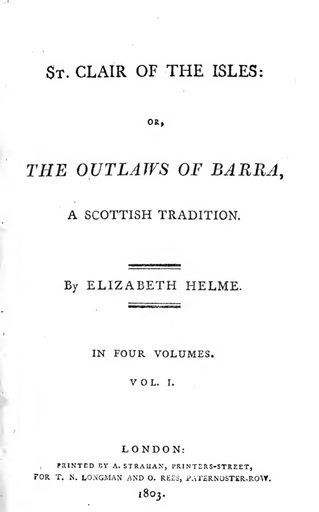 ST. CLAIR OF THE ISLES:
OR,
THE OUTLAWS OF BARRA,
A SCOTTISH TRADITION.
By ELIZABETH HELME.
IN FOUR VOLUMES.
VOL. I.
LONDON:
PRINTED BY A. STRAHAN, PRINTERS-STREET,
FOR T. N. LONGMAN AND O. REES, PATERNOSTER-ROW.
1803.